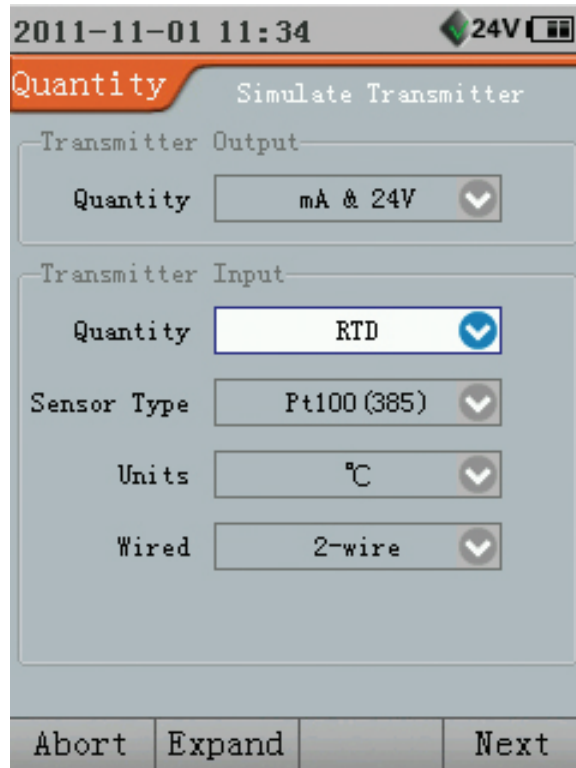 2011-11-01 11:34 24V
Quantity Simulate Transmitter
Transmitter Output
Quantity mA & 24V
Transmitter Input
Quantity RTD
Sensor Type Pt100(385)
Units ℃
Wired 2-wire
Abort Expand Next